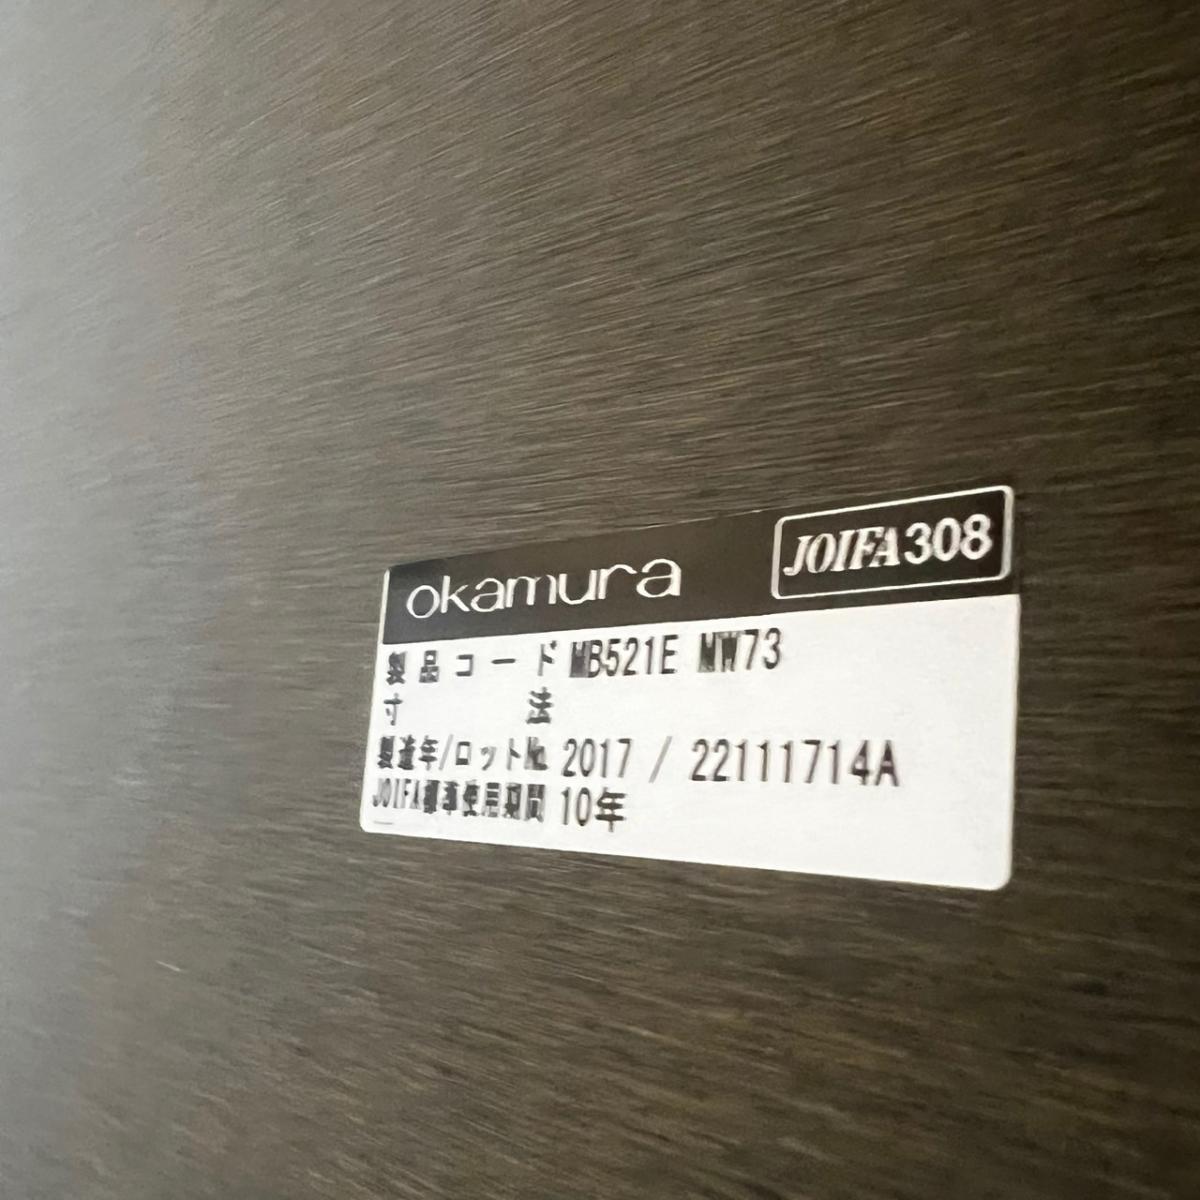 okamura JOIFA308
製品コード MB521E MW73
寸法
製造年/ロット№ 2017 / 22111714A
JOIFA標準使用期間 10年